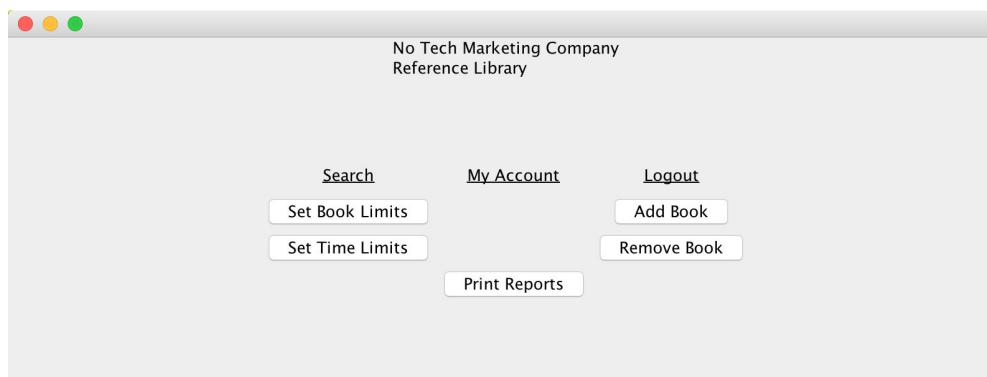 No Tech Marketing Company
Reference Library
Search My Account Logout
Set Book Limits Add Book
Set Time Limits Remove Book
Print Reports